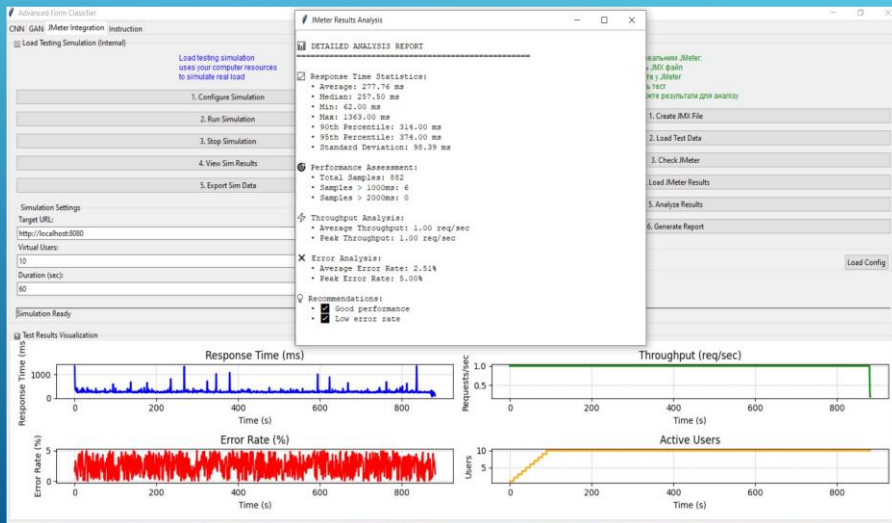 Advanced Form Classifier
CNN GAN JMeter Integration Instruction
Load Testing Simulation (Internal)
Load testing simulation
uses your computer resources
to simulate real load
1. Configure Simulation
2. Run Simulation
3. Stop Simulation
4. View Sim Results
5. Export Sim Data
Simulation Settings
Target URL:
http://localhost:8080
Virtual Users:
10
Duration (sec):
60
Simulation Ready
JMeter Results Analysis
DETAILED ANALYSIS REPORT
==================================================
Response Time Statistics:
• Average: 277.76 ms
• Median: 257.50 ms
• Min: 62.00 ms
• Max: 1363.00 ms
• 90th Percentile: 314.00 ms
• 95th Percentile: 374.00 ms
• Standard Deviation: 98.39 ms
Performance Assessment:
• Total Samples: 882
• Samples > 1000ms: 6
• Samples > 2000ms: 0
Throughput Analysis:
• Average Throughput: 1.00 req/sec
• Peak Throughput: 1.00 req/sec
Error Analysis:
• Average Error Rate: 2.51%
• Peak Error Rate: 5.00%
Recommendations:
• ✅ Good performance
• ✅ Low error rate
JMeter:
JMX файл
у JMeter
тест
результати для аналізу
1. Create JMX File
2. Load Test Data
3. Check JMeter
Load JMeter Results
5. Analyze Results
6. Generate Report
Load Config
Test Results Visualization
Response Time (ms)
Response Time (ms
1000
0
0 200 400 600 800
Time (s)
Throughput (req/sec)
Requests/sec
1.0
0.5
0 200 400 600 800
Time (s)
Error Rate (%)
Error Rate (%)
5
0
0 200 400 600 800
Time (s)
Active Users
Users
10
5
0 200 400 600 800
Time (s)